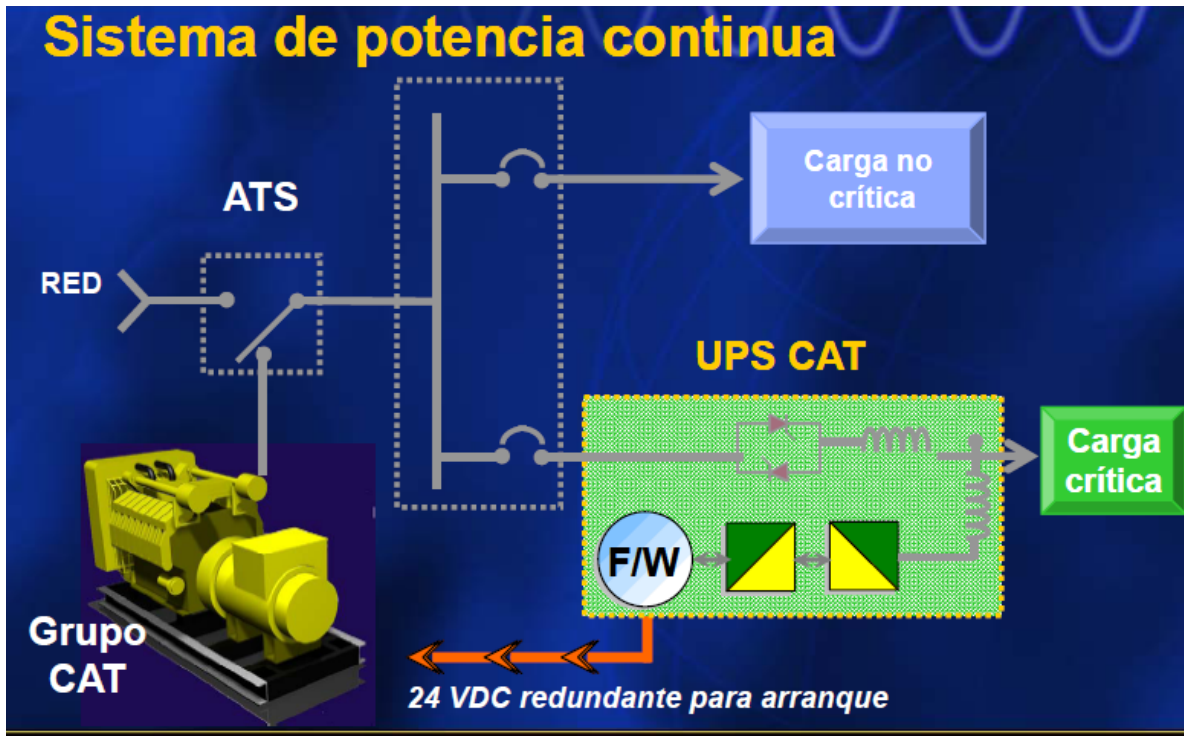 Sistema de potencia continua
ATS
RED
Carga no
crítica
UPS CAT
Carga
crítica
F/W
Grupo
CAT
24 VDC redundante para arranque